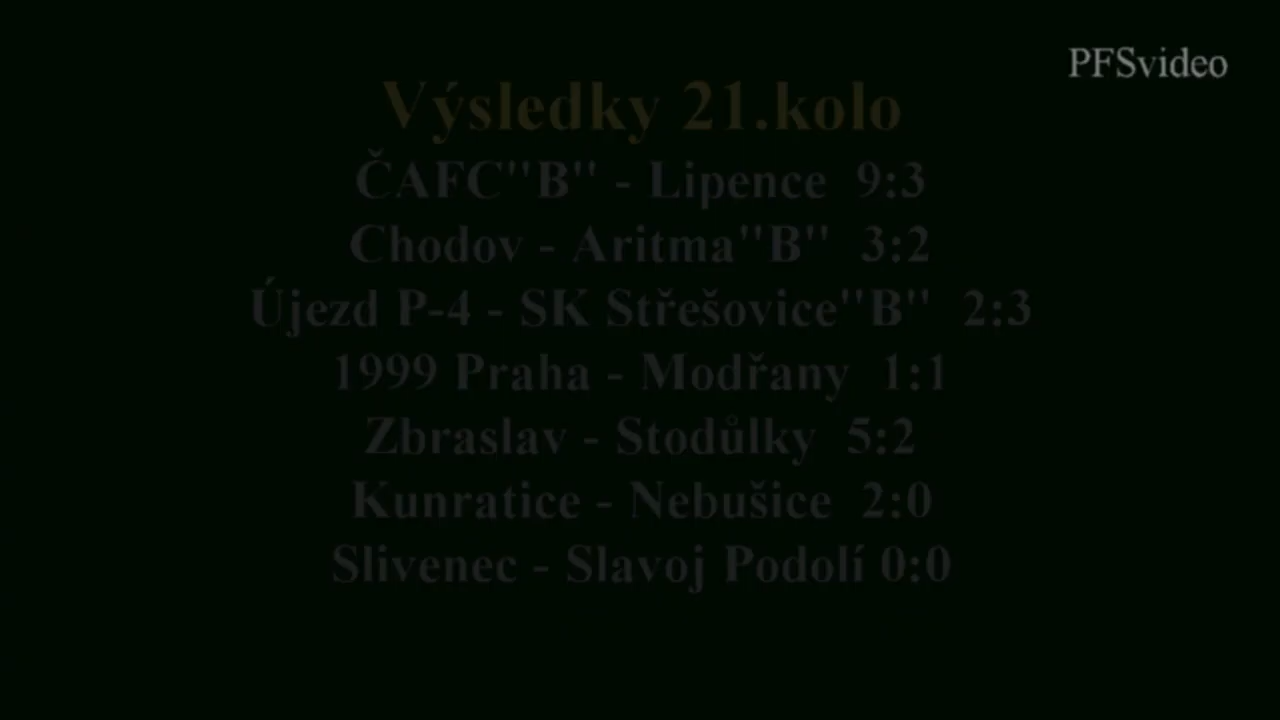 PFSvideo
Výsledky 21.kolo
ČAFC"B" - Lipence 9:3
Chodov - Aritma"B" 3:2
Újezd P-4 - SK Střešovice"B" 2:3
1999 Praha - Modřany 1:1
Zbraslav - Stodůlky 5:2
Kunratice - Nebušice 2:0
Slivenec - Slavoj Podolí 0:0